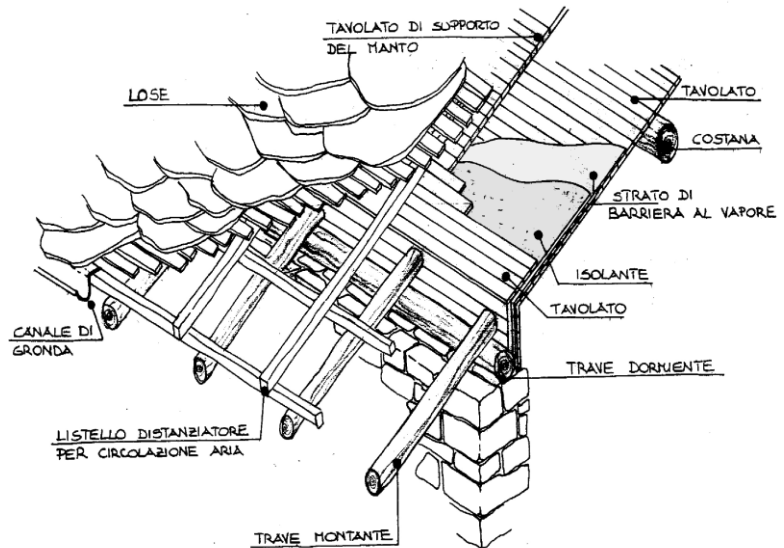 TAVOLATO DI SUPPORTO
DEL MANTO
LOSE
TAVOLATO
COSTANA
STRATO DI
BARRIERA AL VAPORE
ISOLANTE
TAVOLATO
CANALE DI
GRONDA
TRAVE DORMIENTE
LISTELLO DISTANZIATORE
PER CIRCOLAZIONE ARIA
TRAVE MONTANTE